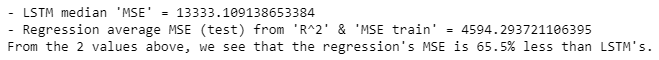 - LSTM median 'MSE' = 13333.109138653384
- Regression average MSE (test) from 'R^2' & 'MSE train' = 4594.293721106395
From the 2 values above, we see that the regression's MSE is 65.5% less than LSTM's.